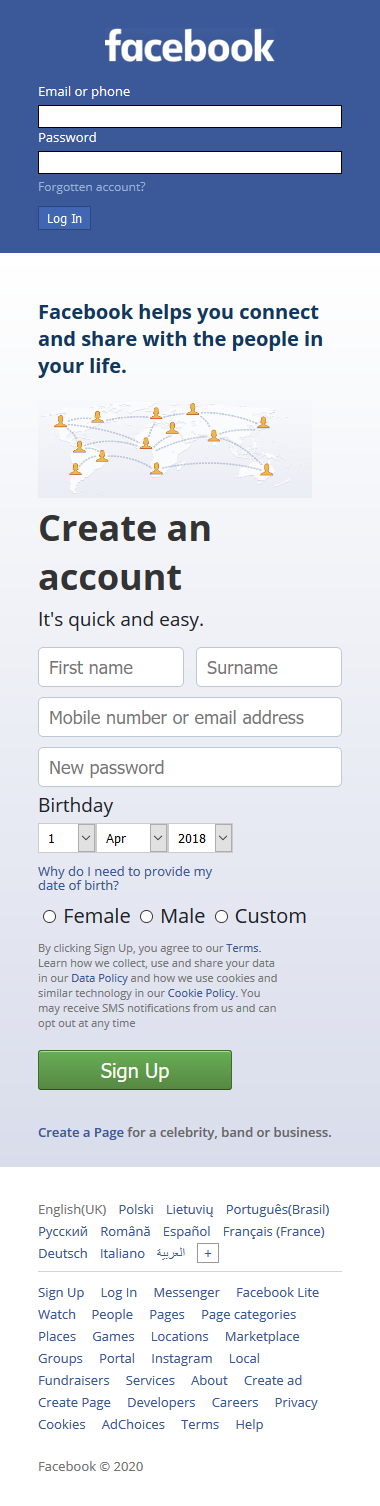 facebook
Email or phone
Password
Forgotten account?
Log In
Facebook helps you connect
and share with the people in
your life.
Create an
account
It's quick and easy.
First name Surname
Mobile number or email address
New password
Birthday
1 Apr 2018
Why do I need to provide my
date of birth?
Female Male Custom
By clicking Sign Up, you agree to our Terms.
Learn how we collect, use and share your data
in our Data Policy and how we use cookies and
similar technology in our Cookie Policy. You
may receive SMS notifications from us and can
opt out at any time
Sign Up
Create a Page for a celebrity, band or business.
English(UK) Polski Lietuvių Português(Brasil)
Русский Română Español Français (France)
Deutsch Italiano العربية +
Sign Up Log In Messenger Facebook Lite
Watch People Pages Page categories
Places Games Locations Marketplace
Groups Portal Instagram Local
Fundraisers Services About Create ad
Create Page Developers Careers Privacy
Cookies AdChoices Terms Help
Facebook © 2020